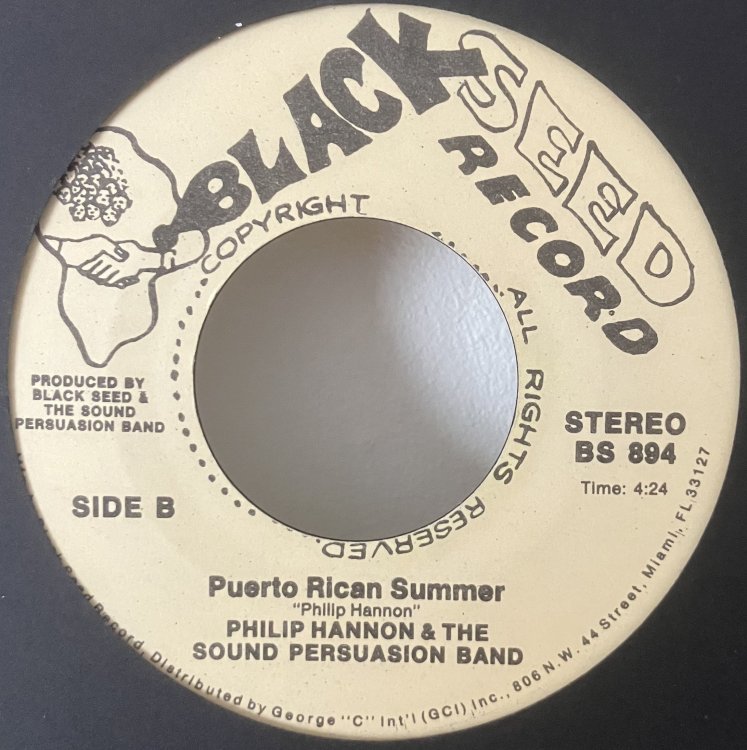 BLACK SEED
RECORD
COPYRIGHT
ALL RIGHTS RESERVED.
PRODUCED BY
BLACK SEED &
THE SOUND
PERSUASION BAND
STEREO
BS 894
Time: 4:24
SIDE B
Puerto Rican Summer
"Philip Hannon"
PHILIP HANNON & THE
SOUND PERSUASION BAND
Seed Record, Distributed by George "C" Int'l (GCI) Inc., 806 N.W. 44 Street, Miami, FL 33127